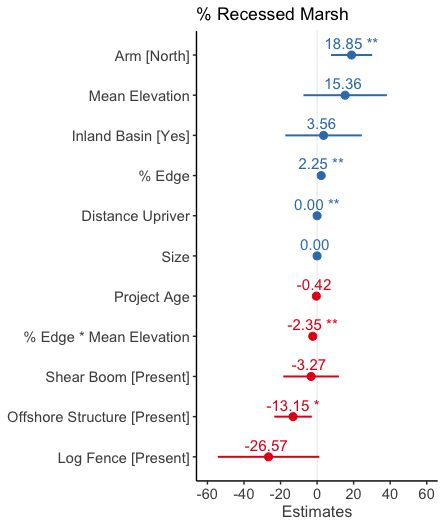 % Recessed Marsh
Arm [North] 18.85 **
Mean Elevation 15.36
Inland Basin [Yes] 3.56
% Edge 2.25 **
Distance Upriver 0.00 **
Size 0.00
Project Age -0.42
% Edge * Mean Elevation -2.35 **
Shear Boom [Present] -3.27
Offshore Structure [Present] -13.15 *
Log Fence [Present] -26.57
-60 -40 -20 0 20 40 60
Estimates